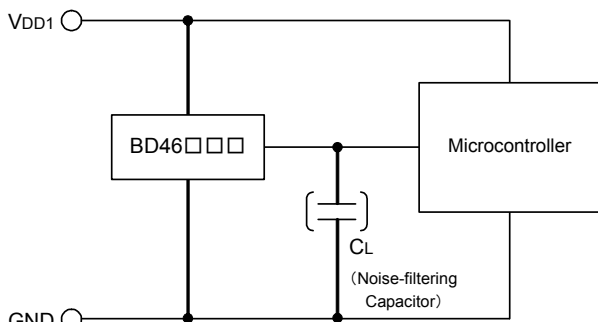 VDD1
BD46□□□
Microcontroller
CL
（Noise-filtering
Capacitor）
GND